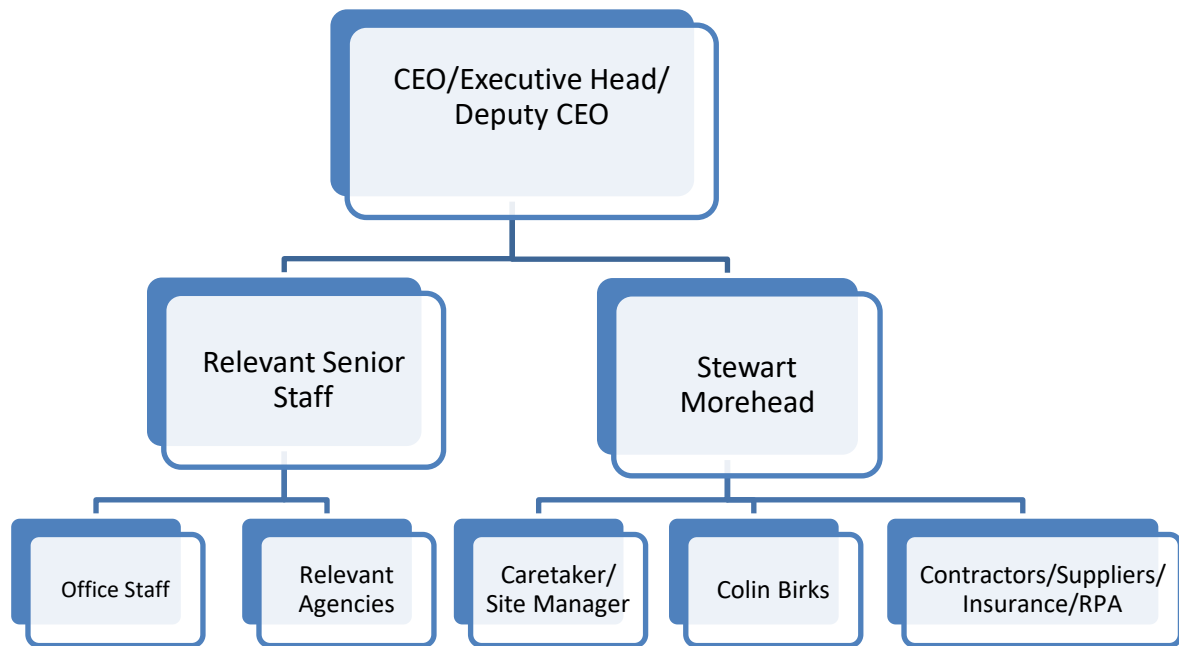 CEO/Executive Head/
Deputy CEO
Relevant Senior
Staff
Stewart
Morehead
Office Staff
Relevant
Agencies
Caretaker/
Site Manager
Colin Birks
Contractors/Suppliers/
Insurance/RPA